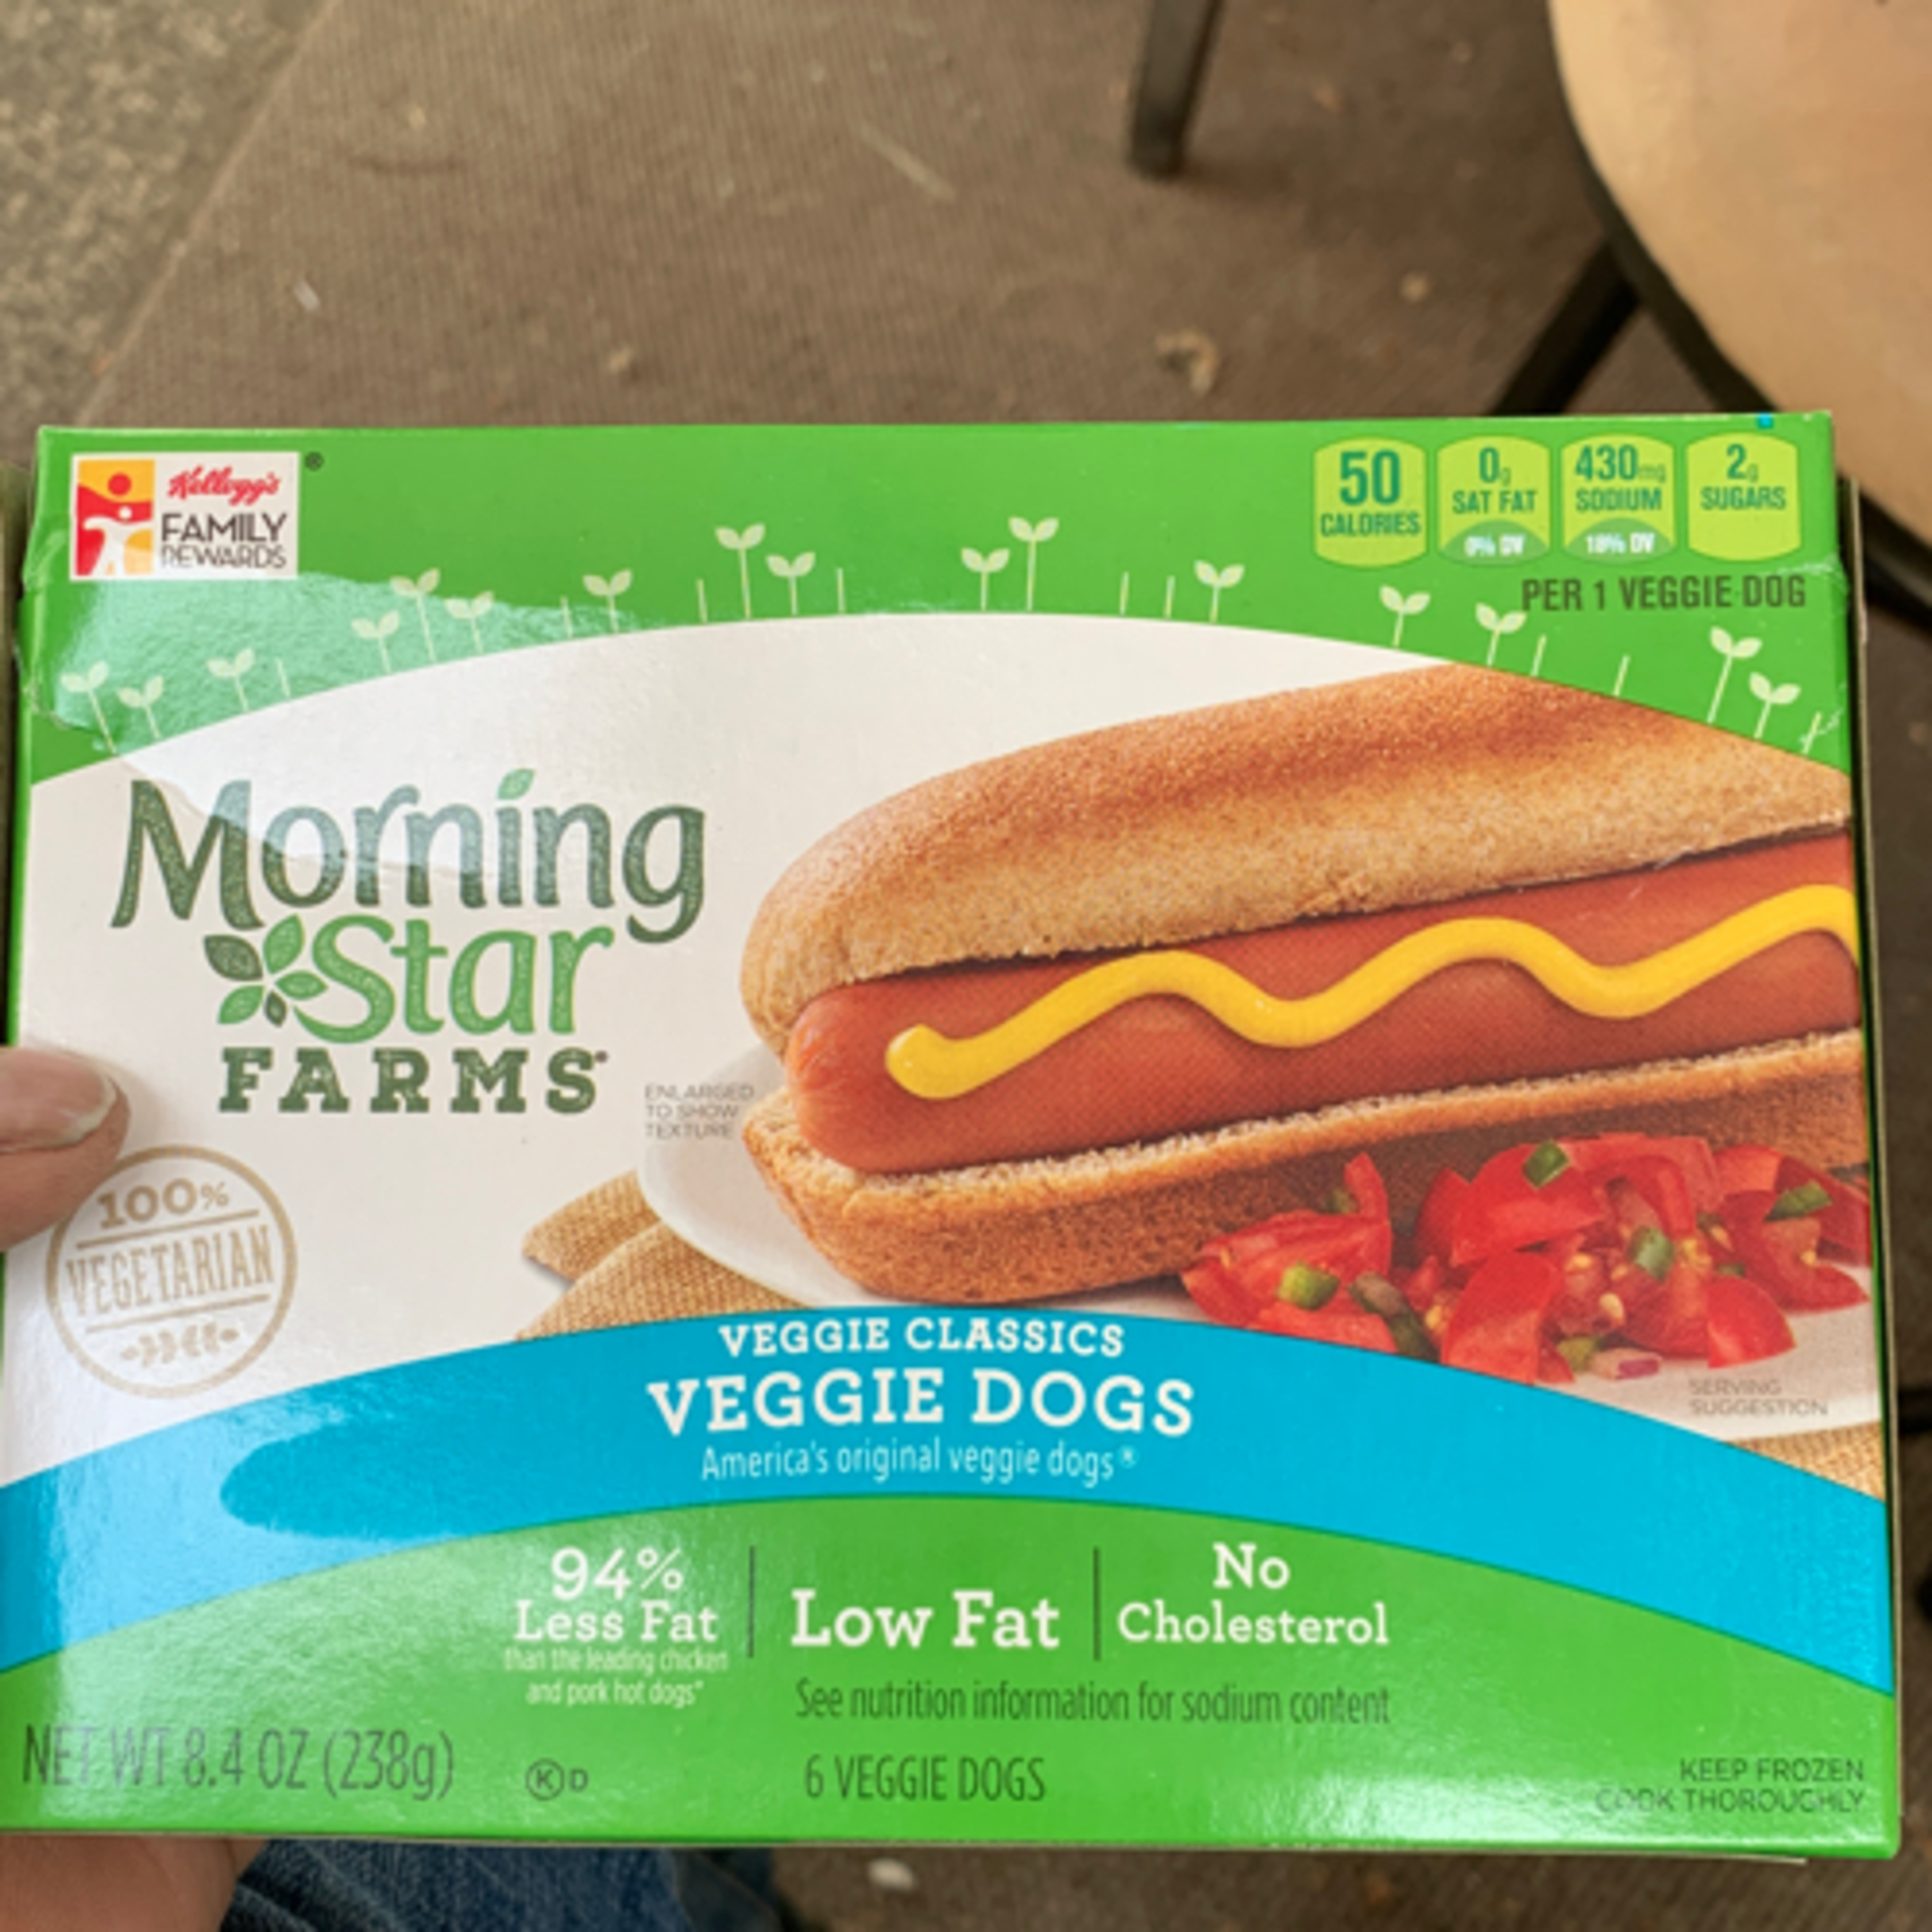 Kellogg's
FAMILY
REWARDS
®
50
CALORIES
0g
SAT FAT
0% DV
430mg
SODIUM
18% DV
2g
SUGARS
PER 1 VEGGIE DOG
Morning
Star
FARMS
ENLARGED
TO SHOW
TEXTURE
100%
VEGETARIAN
VEGGIE CLASSICS
VEGGIE DOGS
America's original veggie dogs®
SERVING
SUGGESTION
94%
Less Fat
than the leading chicken
and pork hot dogs*
Low Fat
No
Cholesterol
See nutrition information for sodium content
NET WT 8.4 OZ (238g)
K D
6 VEGGIE DOGS
KEEP FROZEN
COOK THOROUGHLY